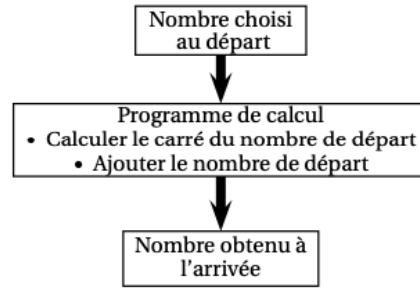 Nombre choisi
au départ
Programme de calcul
• Calculer le carré du nombre de départ
• Ajouter le nombre de départ
Nombre obtenu à
l'arrivée